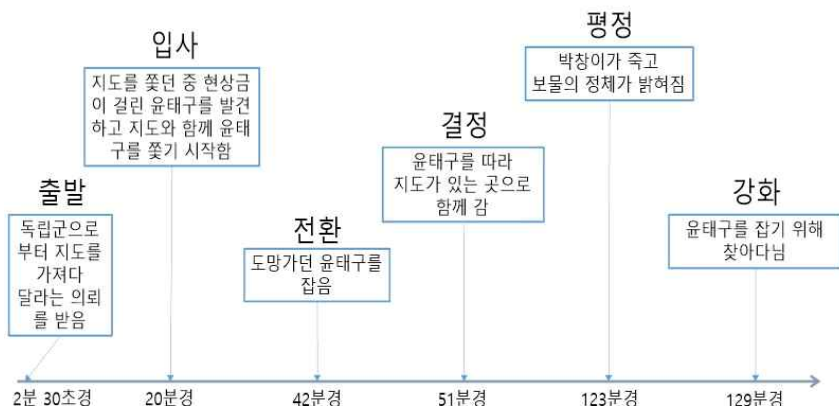 출발
독립군으로
부터 지도를
가져다
달라는 의뢰
를 받음
입사
지도를 쫓던 중 현상금
이 걸린 윤태구를 발견
하고 지도와 함께 윤태
구를 쫓기 시작함
전환
도망가던 윤태구를
잡음
결정
윤태구를 따라
지도가 있는 곳으로
함께 감
평정
박창이가 죽고
보물의 정체가 밝혀짐
강화
윤태구를 잡기 위해
찾아다님
2분 30초경
20분경
42분경
51분경
123분경
129분경